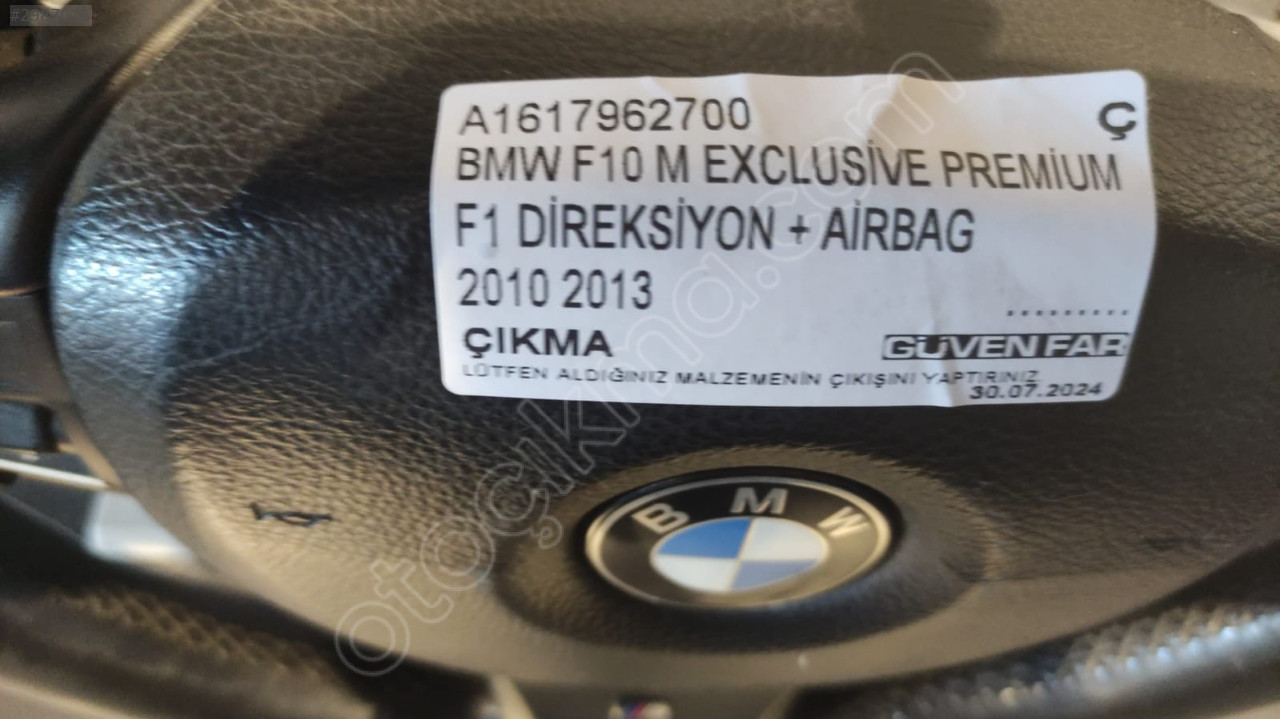 A1617962700
Ç
BMW F10 M EXCLUSİVE PREMİUM
F1 DİREKSİYON + AİRBAG
2010 2013
ÇIKMA
GÜVEN FAR
LÜTFEN ALDIĞINIZ MALZEMENİN ÇIKIŞINI YAPTIRINIZ
30.07.2024
BMW
otoçıkma.com